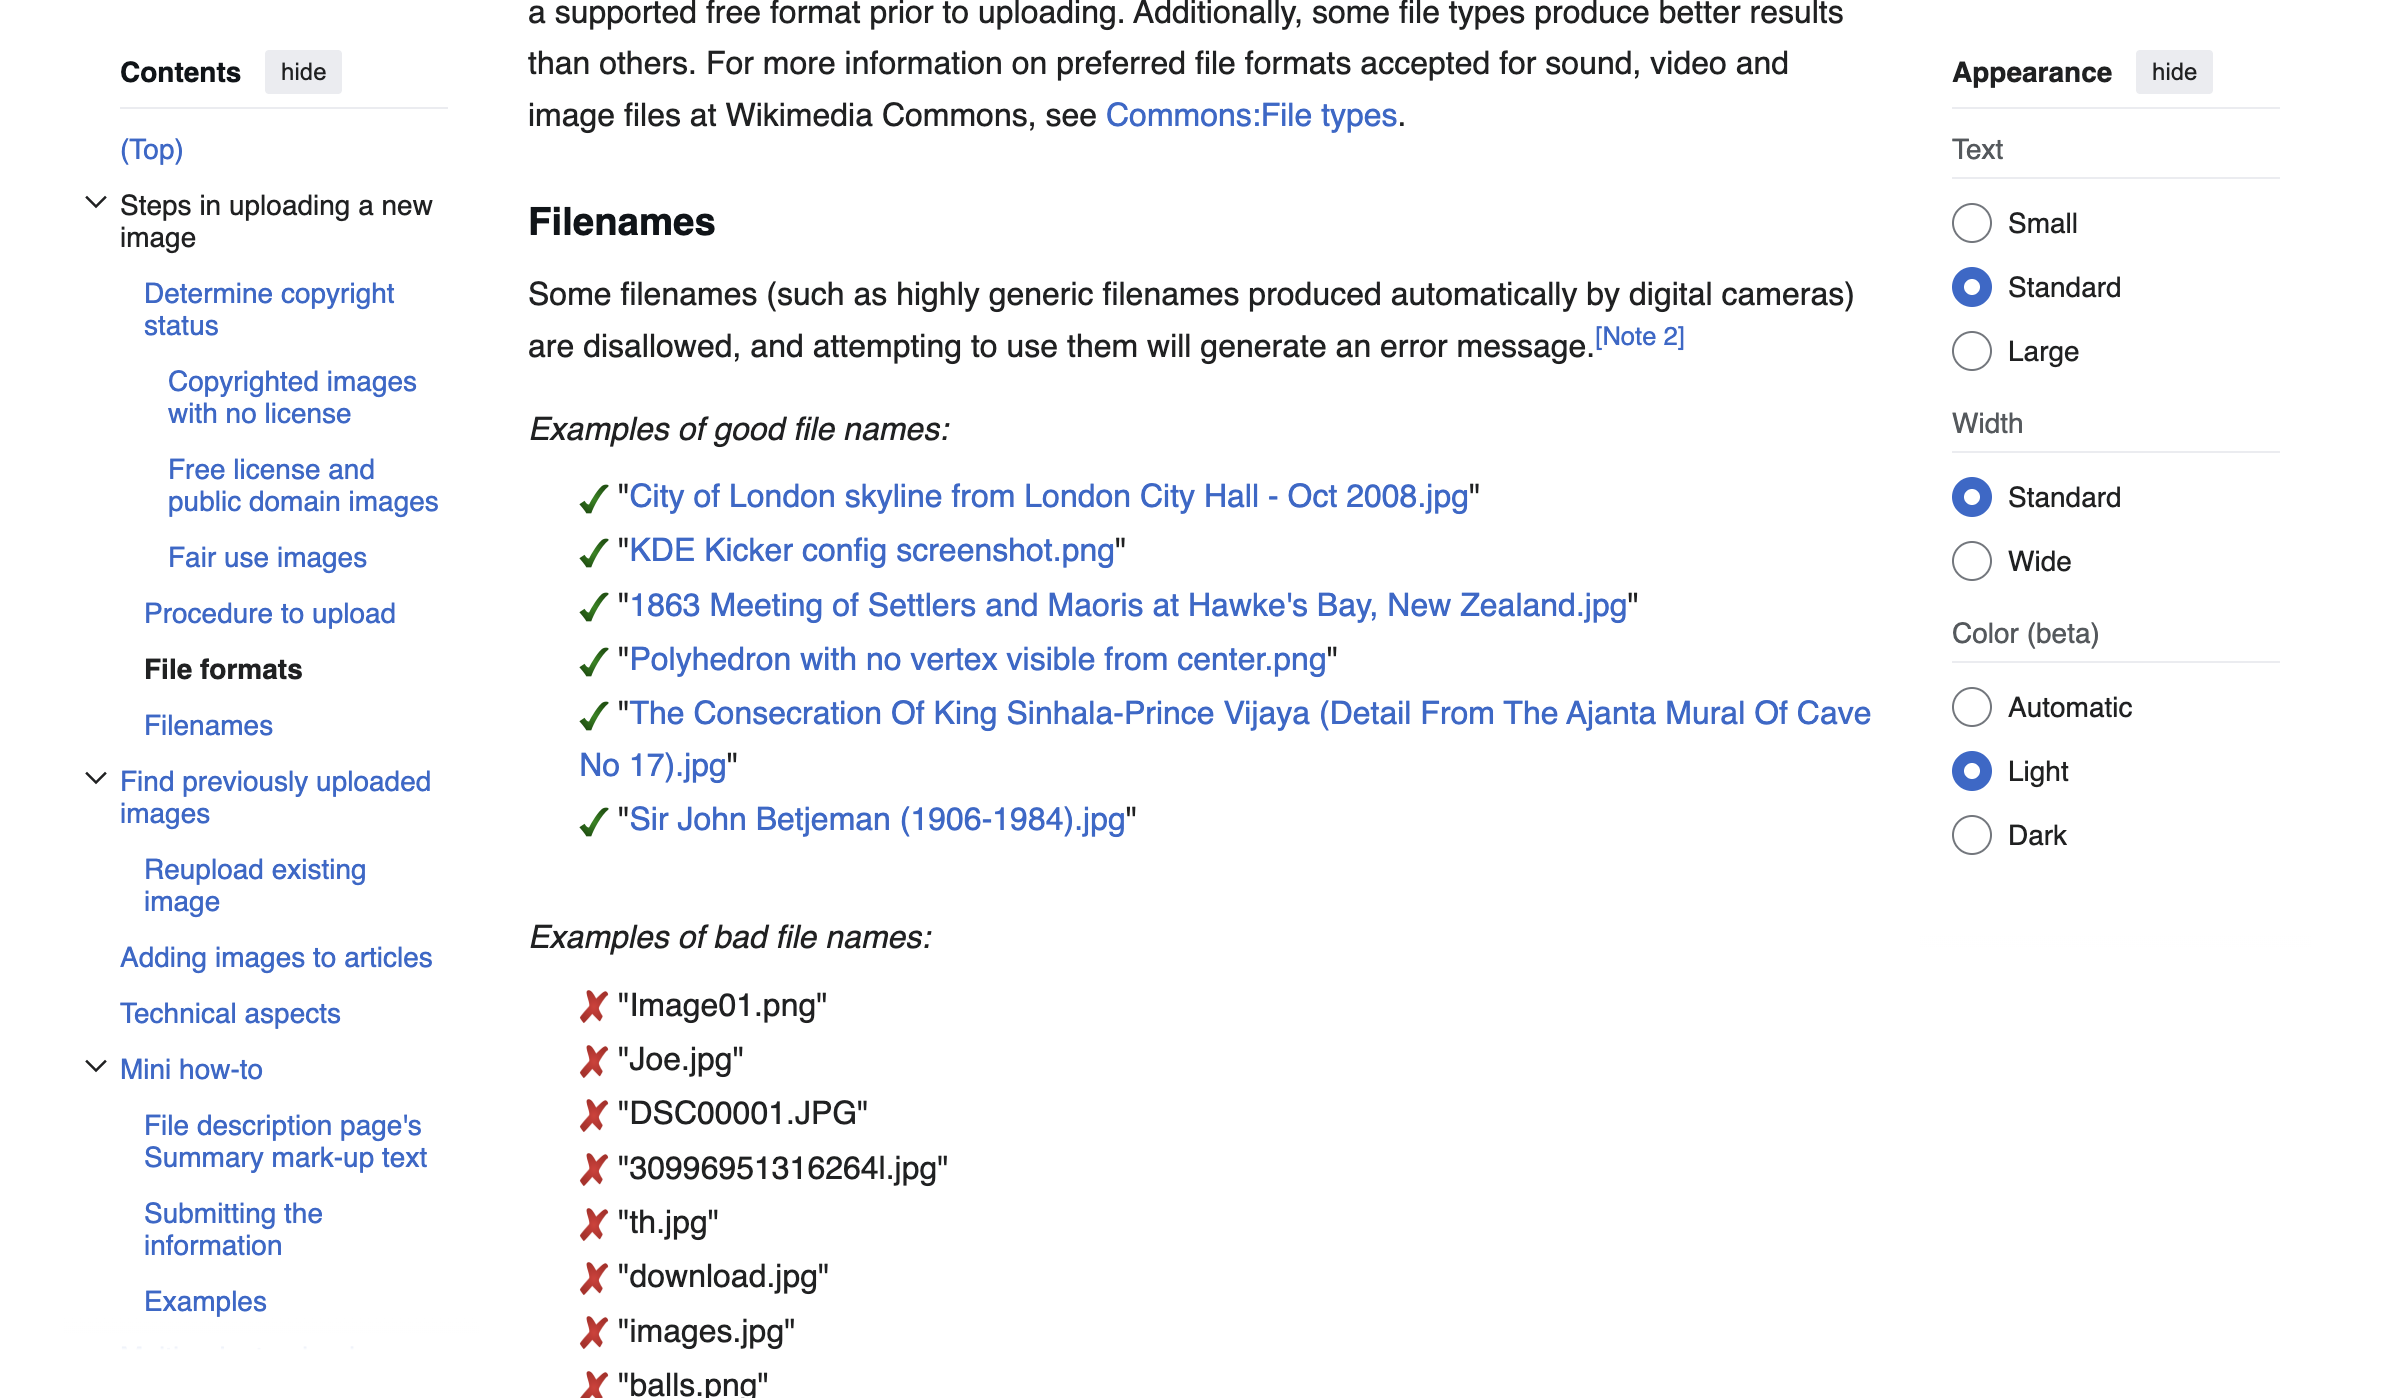 Contents hide
(Top)
Steps in uploading a new
image
Determine copyright
status
Copyrighted images
with no license
Free license and
public domain images
Fair use images
Procedure to upload
File formats
Filenames
Find previously uploaded
images
Reupload existing
image
Adding images to articles
Technical aspects
Mini how-to
File description page's
Summary mark-up text
Submitting the
information
Examples
a supported free format prior to uploading. Additionally, some file types produce better results
than others. For more information on preferred file formats accepted for sound, video and
image files at Wikimedia Commons, see Commons:File types.
Filenames
Some filenames (such as highly generic filenames produced automatically by digital cameras)
are disallowed, and attempting to use them will generate an error message.[Note 2]
Examples of good file names:
"City of London skyline from London City Hall - Oct 2008.jpg"
"KDE Kicker config screenshot.png"
"1863 Meeting of Settlers and Maoris at Hawke's Bay, New Zealand.jpg"
"Polyhedron with no vertex visible from center.png"
"The Consecration Of King Sinhala-Prince Vijaya (Detail From The Ajanta Mural Of Cave
No 17).jpg"
"Sir John Betjeman (1906-1984).jpg"
Examples of bad file names:
"Image01.png"
"Joe.jpg"
"DSC00001.JPG"
"30996951316264l.jpg"
"th.jpg"
"download.jpg"
"images.jpg"
"balls.png"
Appearance hide
Text
Small
Standard
Large
Width
Standard
Wide
Color (beta)
Automatic
Light
Dark